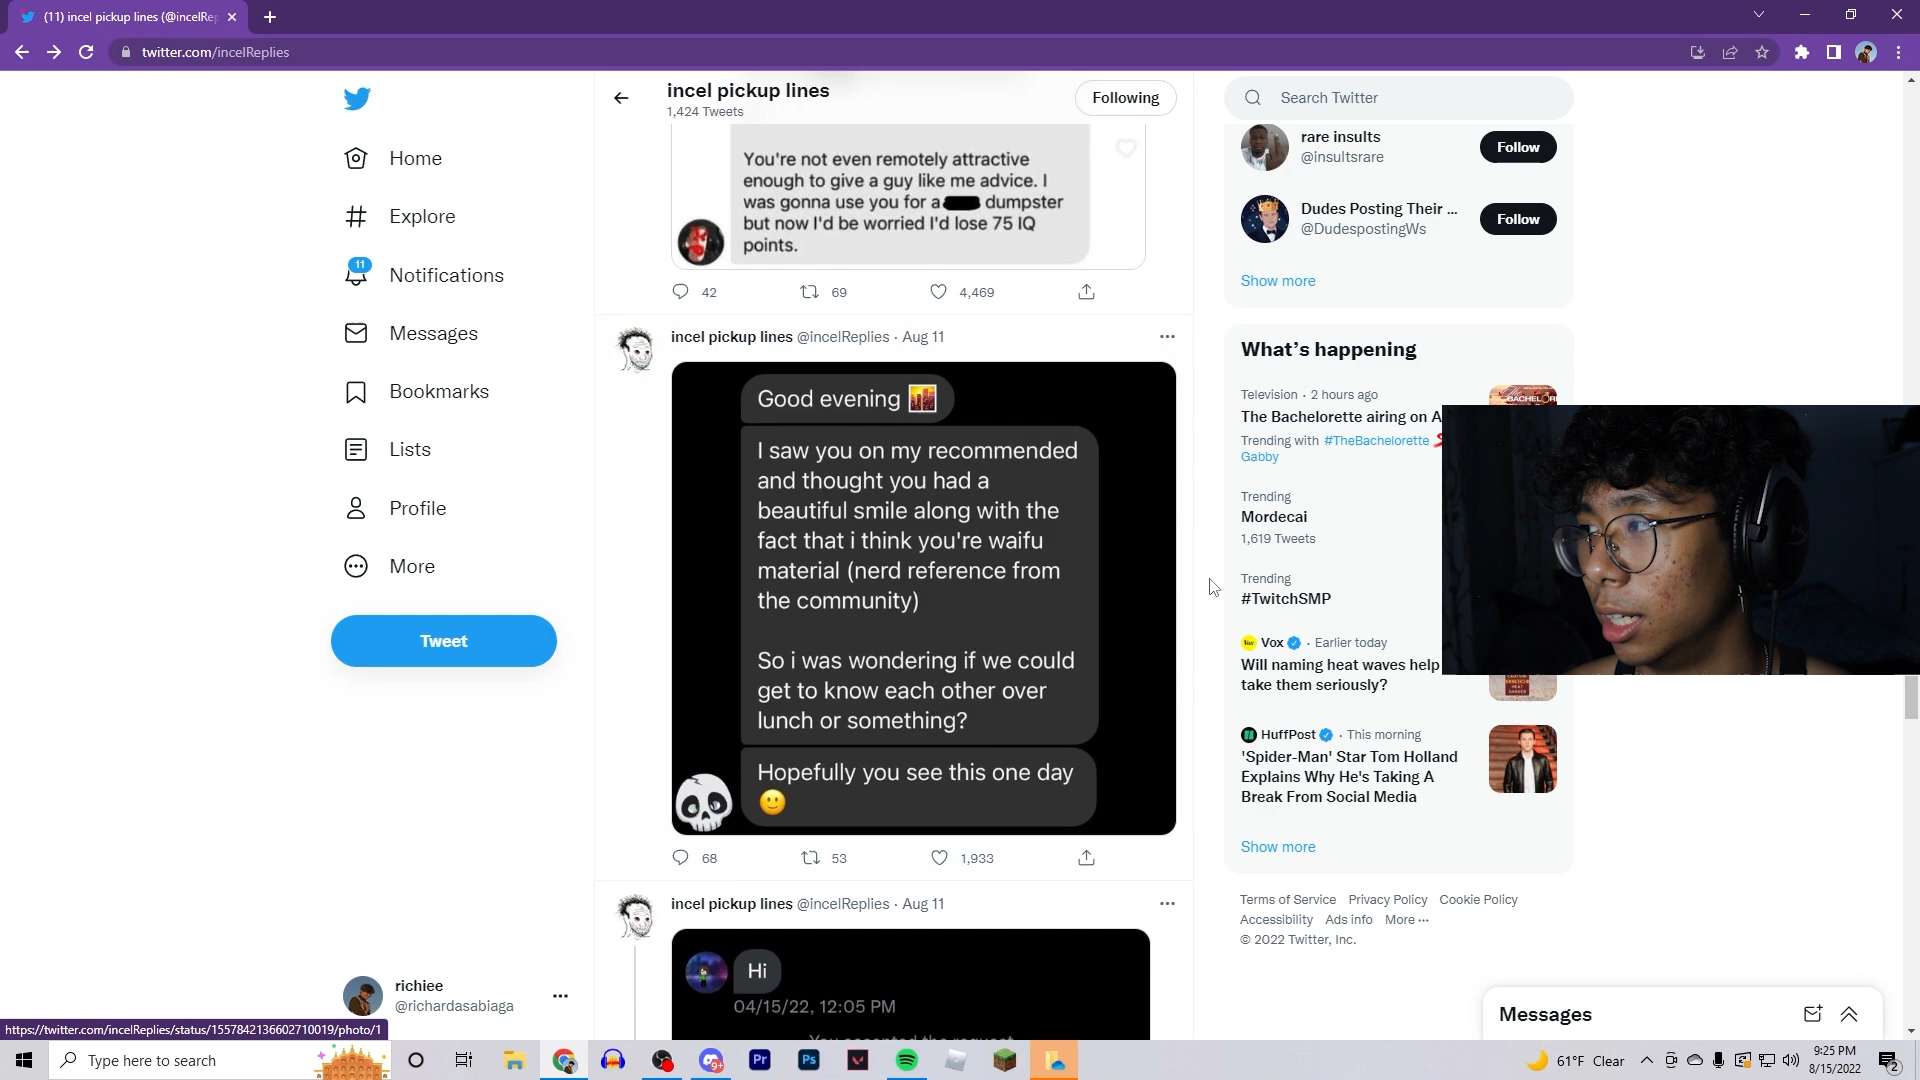 (11) incel pickup lines (@incelRep
twitter.com/incelReplies
Home
Explore
11
Notifications
Messages
Bookmarks
Lists
Profile
More
Tweet
richiee
@richardasabiaga
https://twitter.com/incelReplies/status/1557842136602710019/photo/1
incel pickup lines
1,424 Tweets
Following
You're not even remotely attractive
enough to give a guy like me advice. I
was gonna use you for a dumpster
but now I'd be worried I'd lose 75 IQ
points.
42
69
4,469
incel pickup lines @incelReplies · Aug 11
Good evening
I saw you on my recommended
and thought you had a
beautiful smile along with the
fact that i think you're waifu
material (nerd reference from
the community)
So i was wondering if we could
get to know each other over
lunch or something?
Hopefully you see this one day
🙂
68
53
1,933
incel pickup lines @incelReplies · Aug 11
Hi
04/15/22, 12:05 PM
You accepted the request
Search Twitter
rare insults
@insultsrare
Follow
Dudes Posting Their ...
@DudespostingWs
Follow
Show more
What's happening
Television · 2 hours ago
The Bachelorette airing on A
Trending with #TheBachelorette
Gabby
Trending
Mordecai
1,619 Tweets
Trending
#TwitchSMP
Vox · Earlier today
Will naming heat waves help
take them seriously?
HuffPost · This morning
'Spider-Man' Star Tom Holland
Explains Why He's Taking A
Break From Social Media
Show more
Terms of Service Privacy Policy Cookie Policy
Accessibility Ads info More ···
© 2022 Twitter, Inc.
Messages
Type here to search
9+
Pr
Ps
61°F Clear
9:25 PM
8/15/2022
2